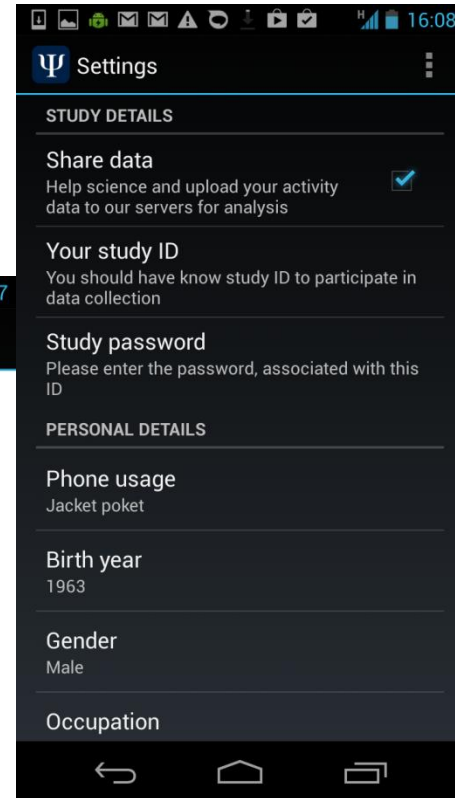 H
16:08
Ψ Settings
STUDY DETAILS
Share data
Help science and upload your activity
data to our servers for analysis
Your study ID
You should have know study ID to participate in
data collection
7
Study password
Please enter the password, associated with this
ID
PERSONAL DETAILS
Phone usage
Jacket poket
Birth year
1963
Gender
Male
Occupation